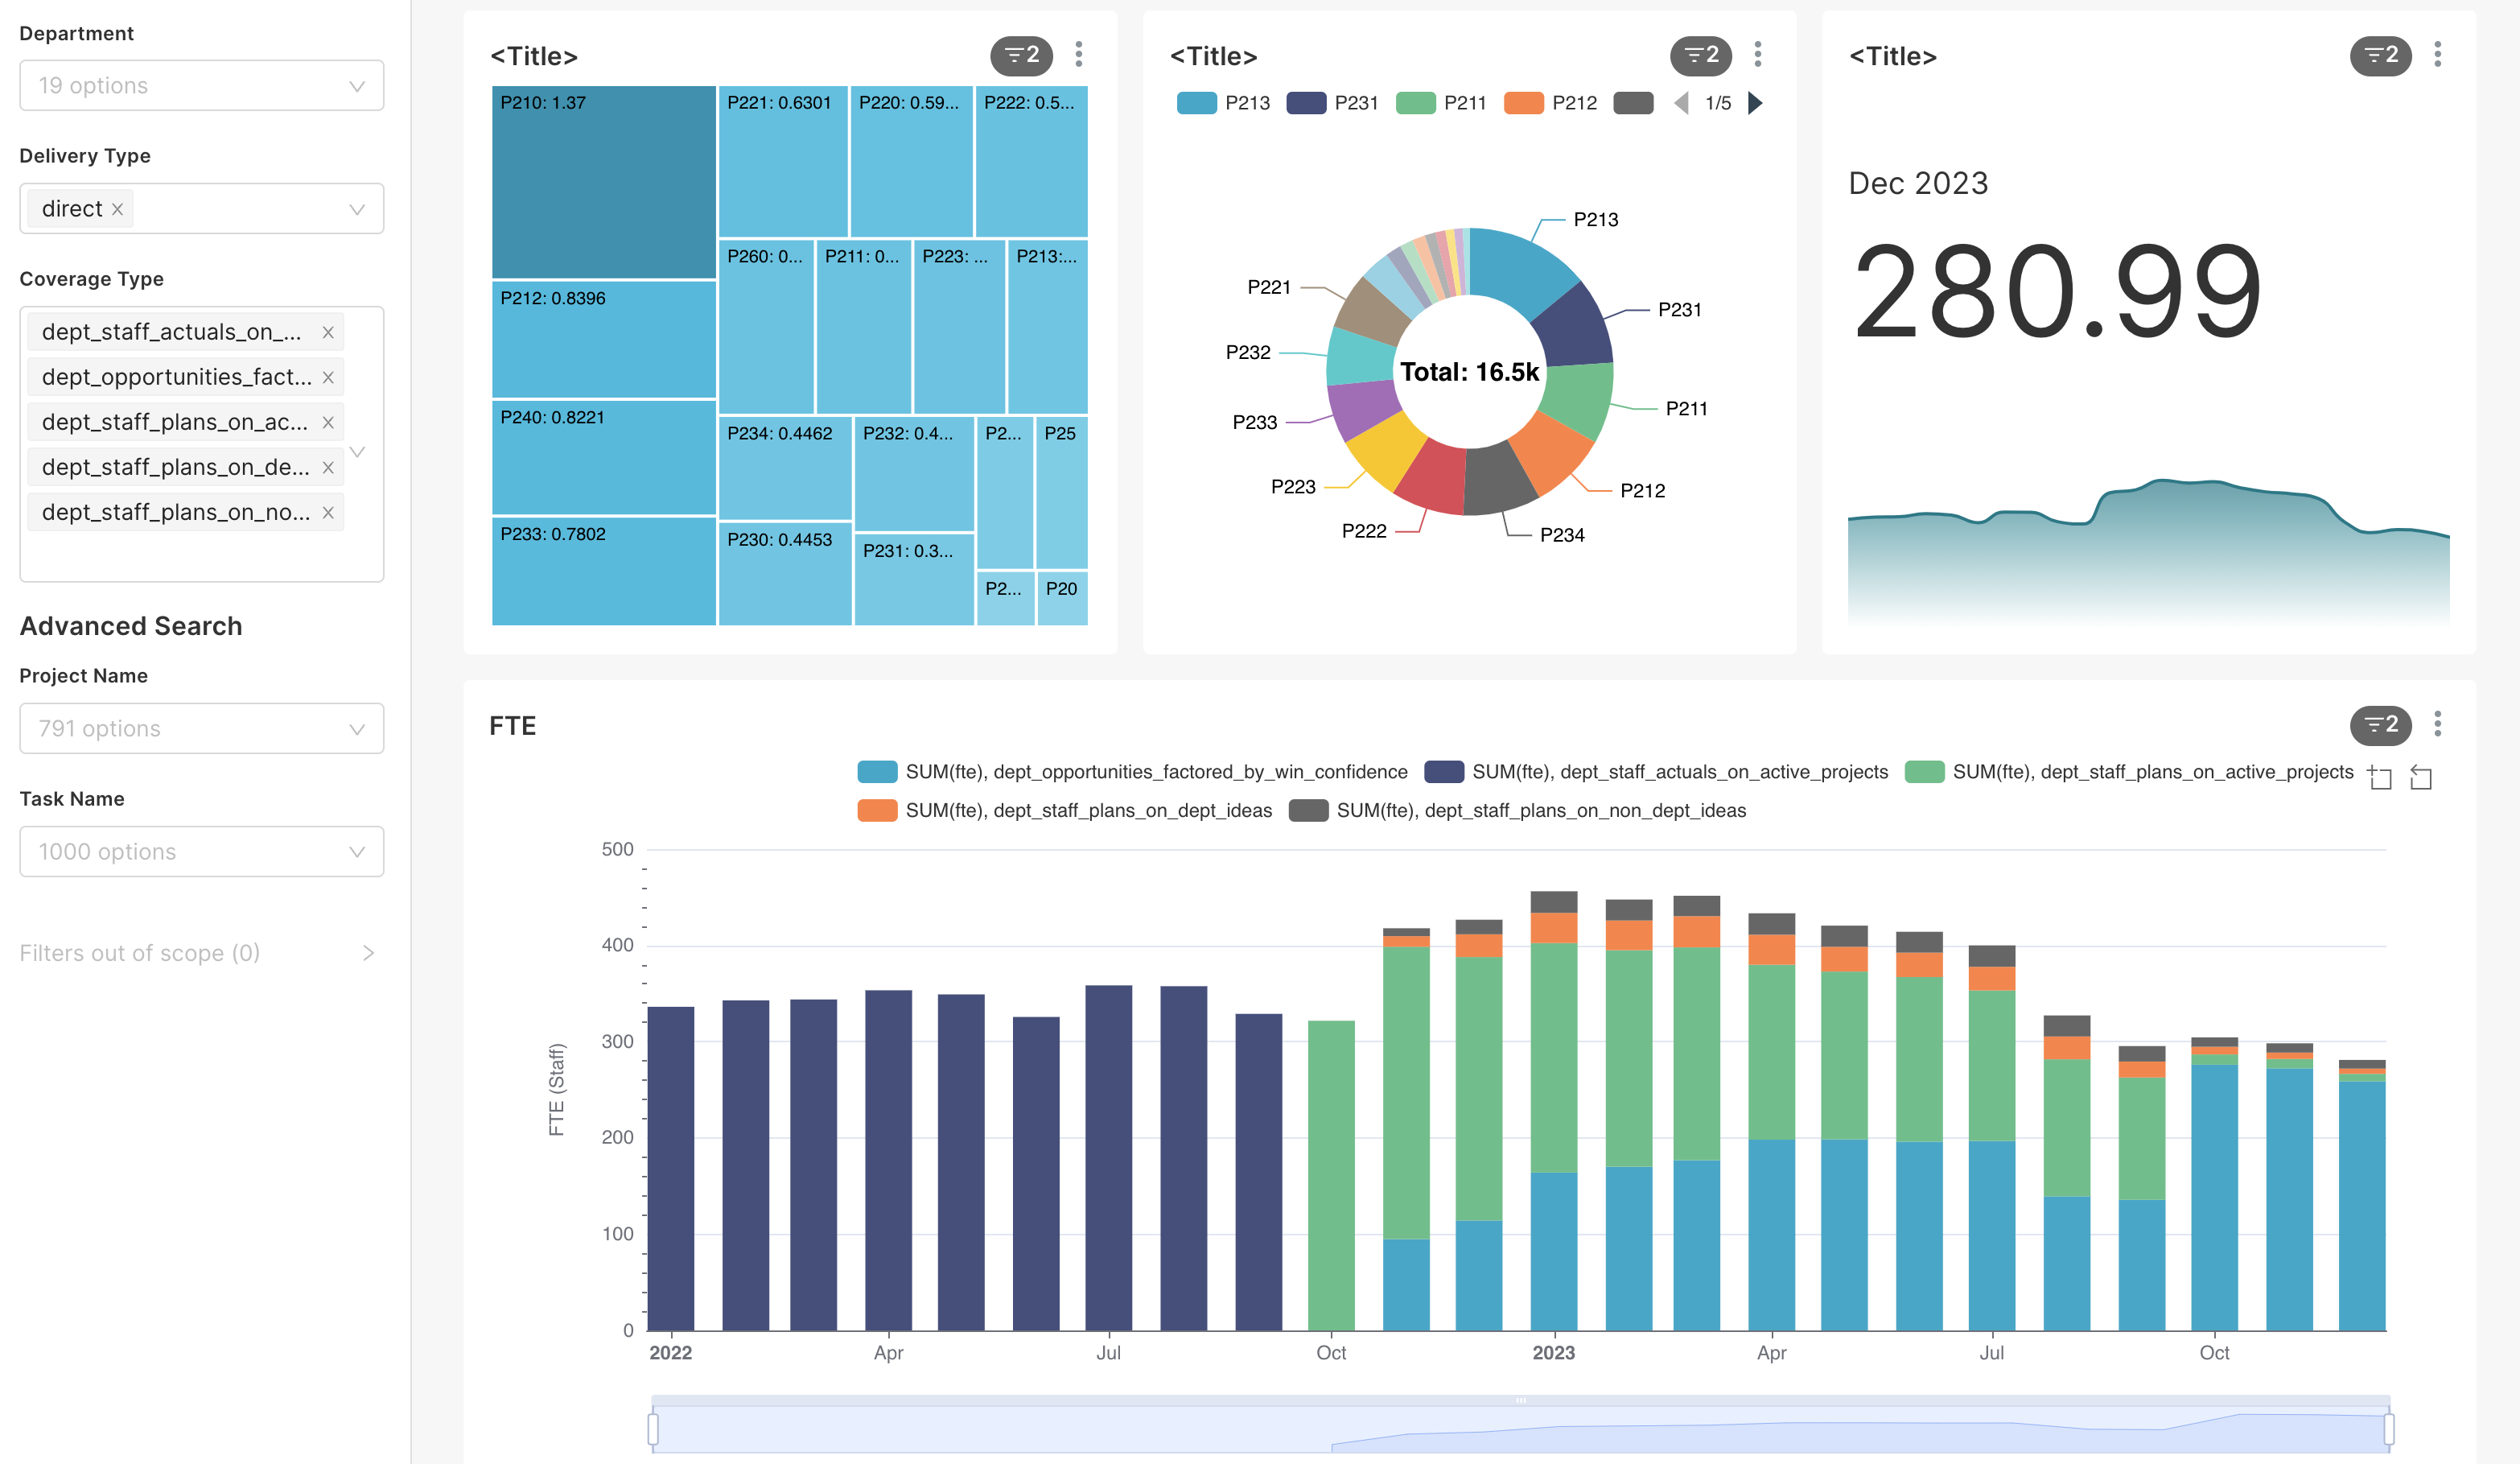 Department
19 options
Delivery Type
direct
Coverage Type
dept_staff_actuals_on_...
dept_opportunities_fact...
dept_staff_plans_on_ac...
dept_staff_plans_on_de...
dept_staff_plans_on_no...
Advanced Search
Project Name
791 options
Task Name
1000 options
Filters out of scope (0)
<Title>
2
P210: 1.37
P221: 0.6301
P220: 0.59...
P222: 0.5...
P260: 0...
P211: 0...
P223: ...
P213:...
P212: 0.8396
P240: 0.8221
P234: 0.4462
P232: 0.4...
P2...
P25
P233: 0.7802
P230: 0.4453
P231: 0.3...
P2...
P20
<Title>
2
P213
P231
P211
P212
1/5
P213
P231
P211
P212
P234
P222
P223
P233
P232
P221
Total: 16.5k
<Title>
2
Dec 2023
280.99
FTE
2
SUM(fte), dept_opportunities_factored_by_win_confidence
SUM(fte), dept_staff_actuals_on_active_projects
SUM(fte), dept_staff_plans_on_active_projects
SUM(fte), dept_staff_plans_on_dept_ideas
SUM(fte), dept_staff_plans_on_non_dept_ideas
FTE (Staff)
500
400
300
200
100
0
2022
Apr
Jul
Oct
2023
Apr
Jul
Oct